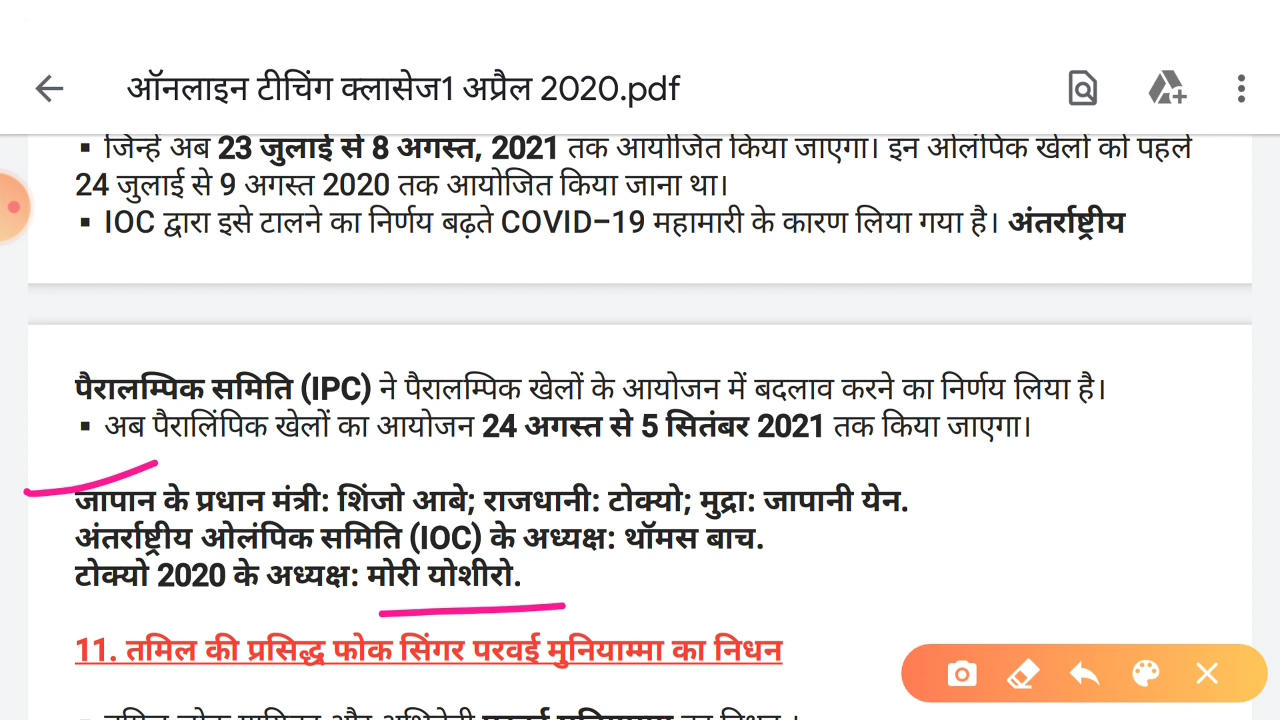 ऑनलाइन टीचिंग क्लासेज1 अप्रैल 2020.pdf
▪ जिन्हें अब 23 जुलाई से 8 अगस्त, 2021 तक आयोजित किया जाएगा। इन ओलंपिक खेलों को पहले
24 जुलाई से 9 अगस्त 2020 तक आयोजित किया जाना था।
▪ IOC द्वारा इसे टालने का निर्णय बढ़ते COVID-19 महामारी के कारण लिया गया है। अंतर्राष्ट्रीय
पैरालम्पिक समिति (IPC) ने पैरालम्पिक खेलों के आयोजन में बदलाव करने का निर्णय लिया है।
▪ अब पैरालिंपिक खेलों का आयोजन 24 अगस्त से 5 सितंबर 2021 तक किया जाएगा।
जापान के प्रधान मंत्री: शिंजो आबे; राजधानी: टोक्यो; मुद्रा: जापानी येन.
अंतर्राष्ट्रीय ओलंपिक समिति (IOC) के अध्यक्ष: थॉमस बाच.
टोक्यो 2020 के अध्यक्ष: मोरी योशीरो.
11. तमिल की प्रसिद्ध फोक सिंगर परवई मुनियाम्मा का निधन